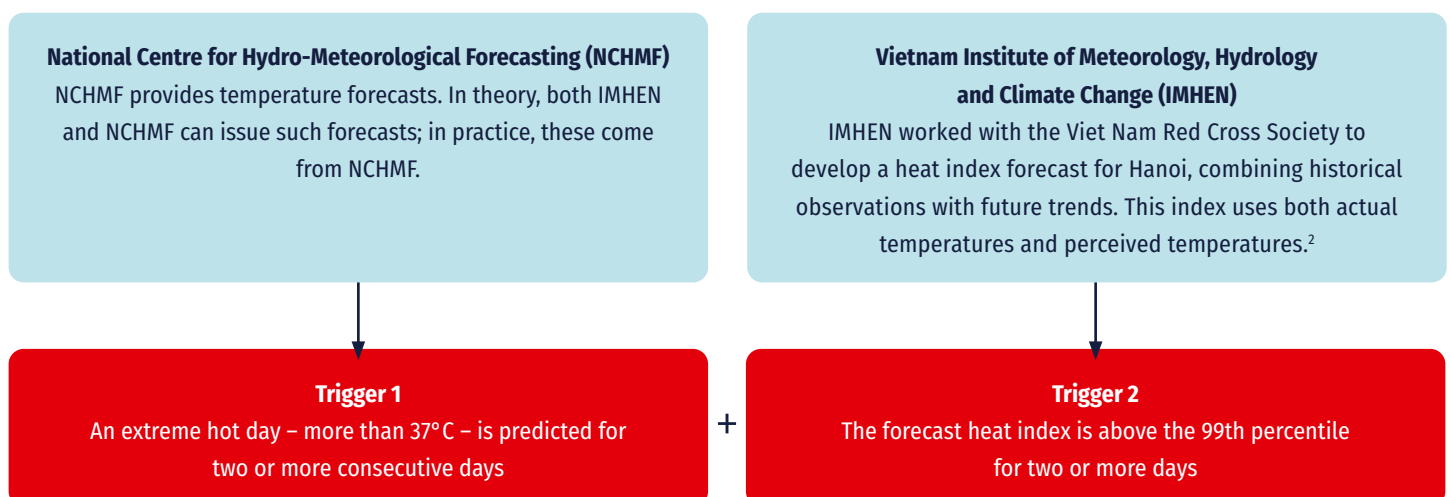 National Centre for Hydro-Meteorological Forecasting (NCHMF)
NCHMF provides temperature forecasts. In theory, both IMHEN
and NCHMF can issue such forecasts; in practice, these come
from NCHMF.
Vietnam Institute of Meteorology, Hydrology
and Climate Change (IMHEN)
IMHEN worked with the Viet Nam Red Cross Society to
develop a heat index forecast for Hanoi, combining historical
observations with future trends. This index uses both actual
temperatures and perceived temperatures.²
Trigger 1
An extreme hot day – more than 37°C – is predicted for
two or more consecutive days
+
Trigger 2
The forecast heat index is above the 99th percentile
for two or more days